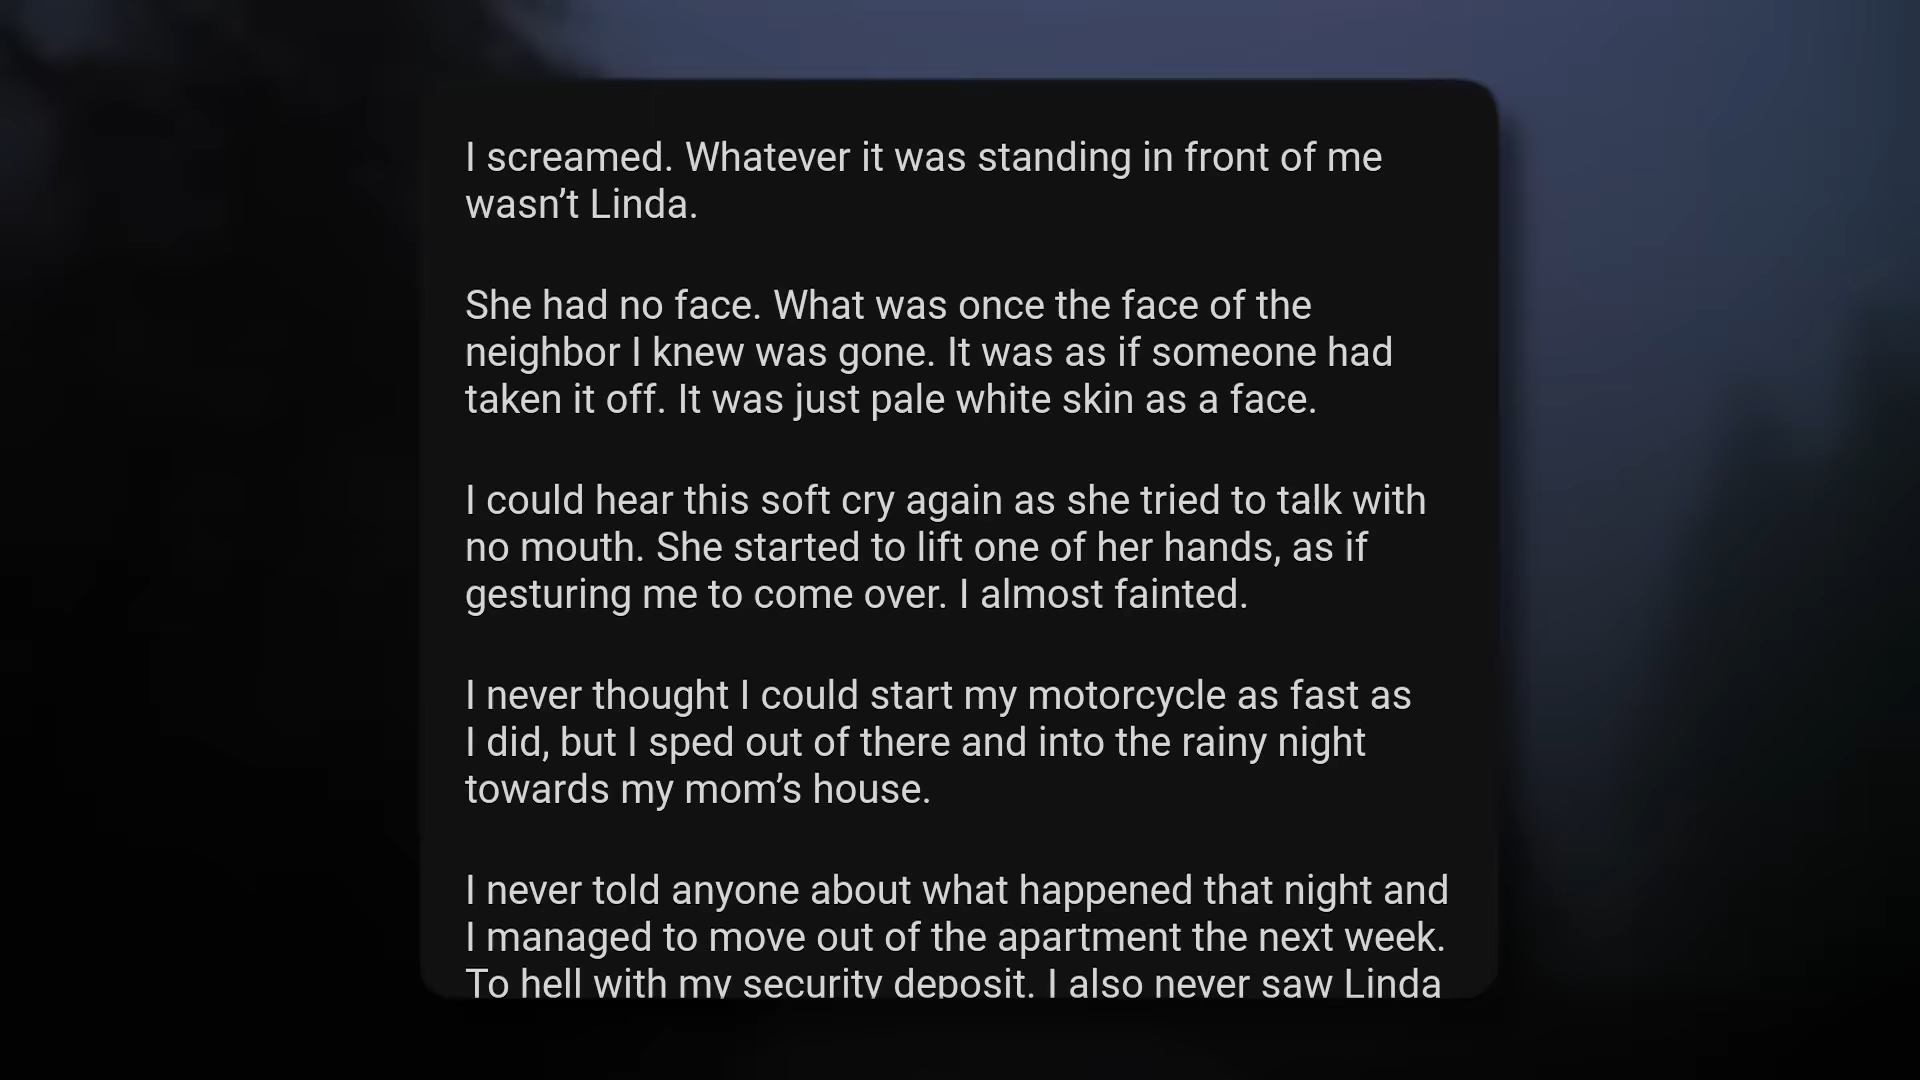 I screamed. Whatever it was standing in front of me
wasn’t Linda.
She had no face. What was once the face of the
neighbor I knew was gone. It was as if someone had
taken it off. It was just pale white skin as a face.
I could hear this soft cry again as she tried to talk with
no mouth. She started to lift one of her hands, as if
gesturing me to come over. I almost fainted.
I never thought I could start my motorcycle as fast as
I did, but I sped out of there and into the rainy night
towards my mom’s house.
I never told anyone about what happened that night and
I managed to move out of the apartment the next week.
To hell with my security deposit. I also never saw Linda